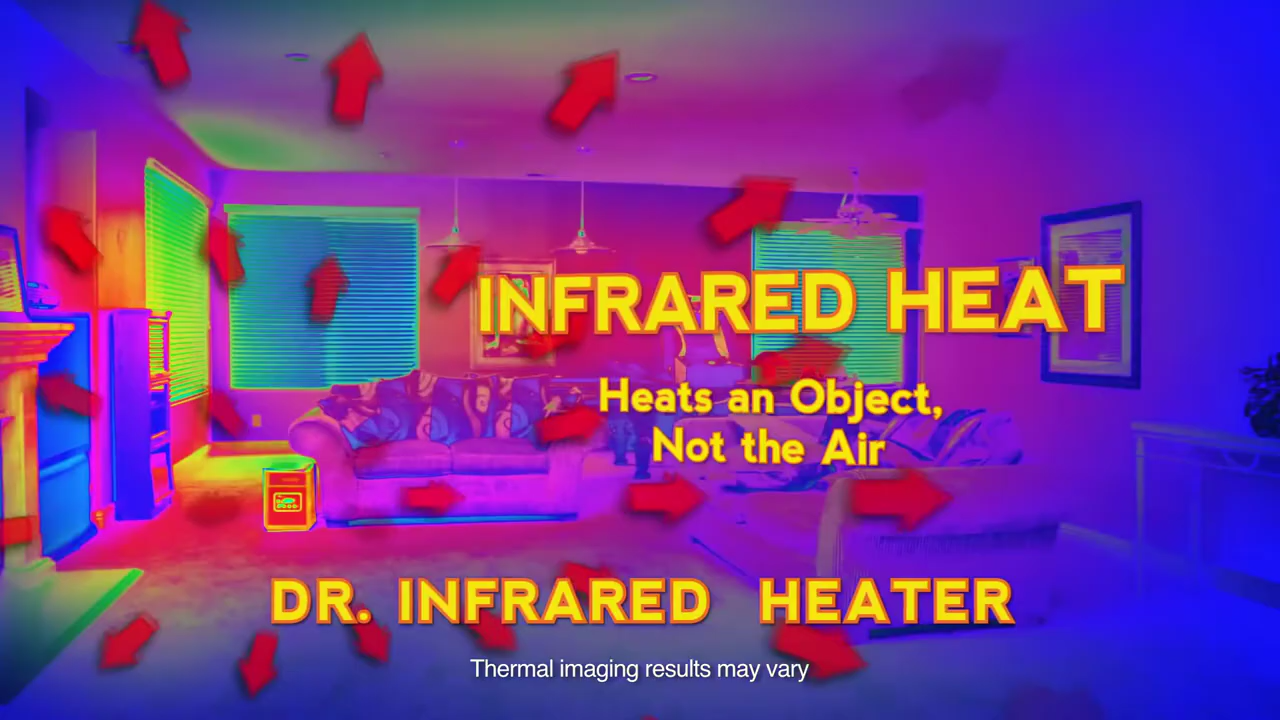 INFRARED HEAT
Heats an Object,
Not the Air
DR. INFRARED HEATER
Thermal imaging results may vary